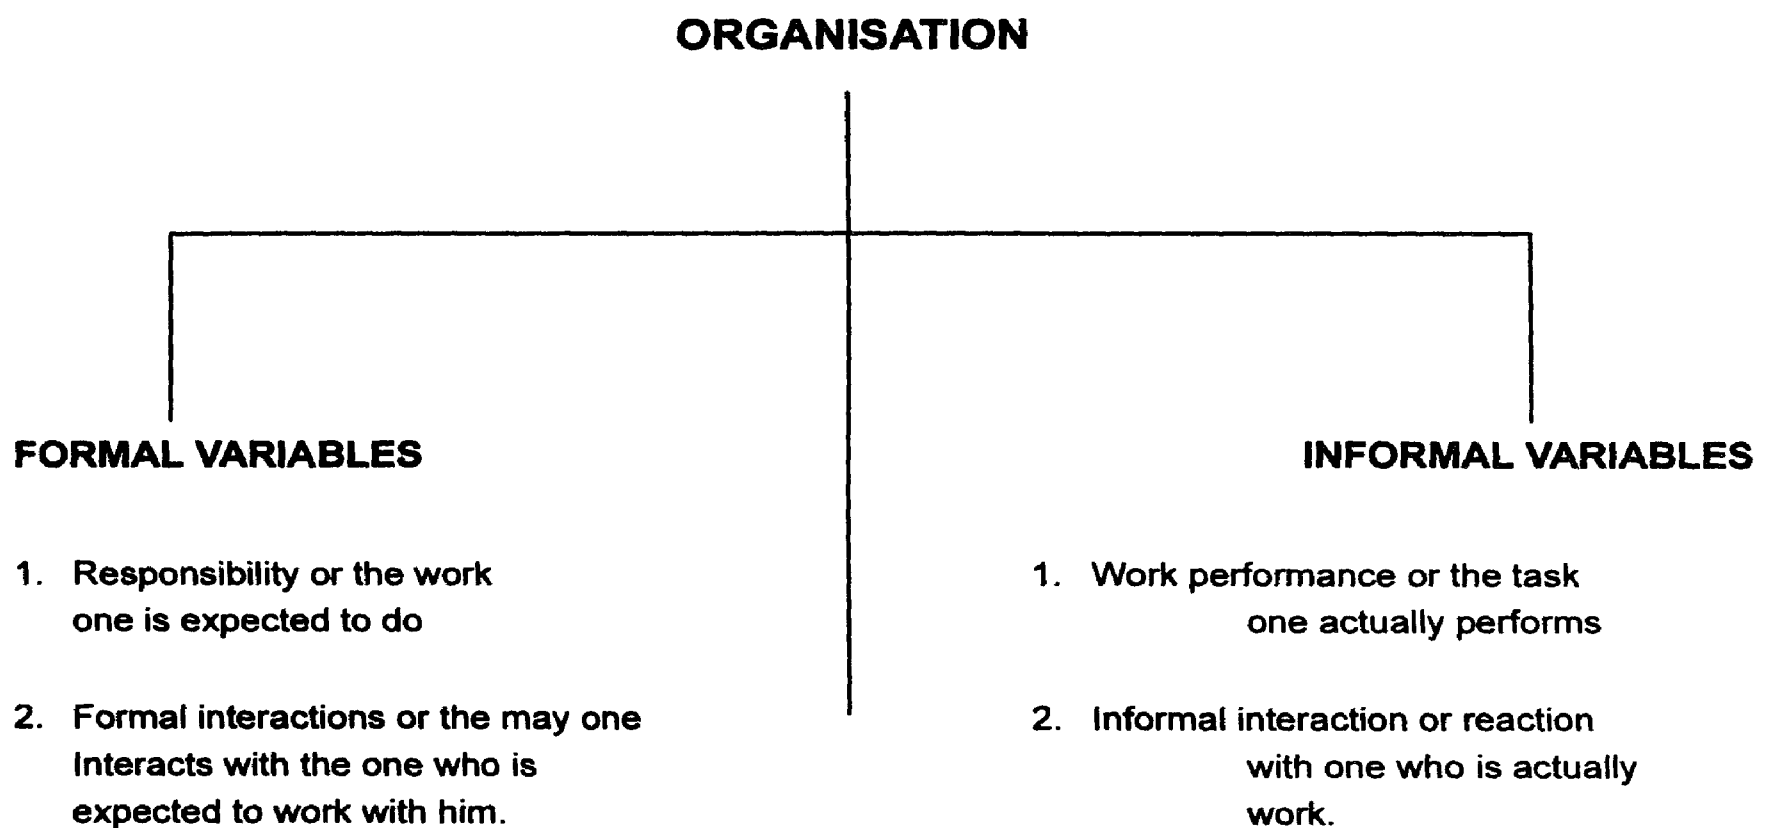 ORGANISATION
FORMAL VARIABLES
1. Responsibility or the work
one is expected to do
2. Formal interactions or the may one
Interacts with the one who is
expected to work with him.
INFORMAL VARIABLES
1. Work performance or the task
one actually performs
2. Informal interaction or reaction
with one who is actually
work.